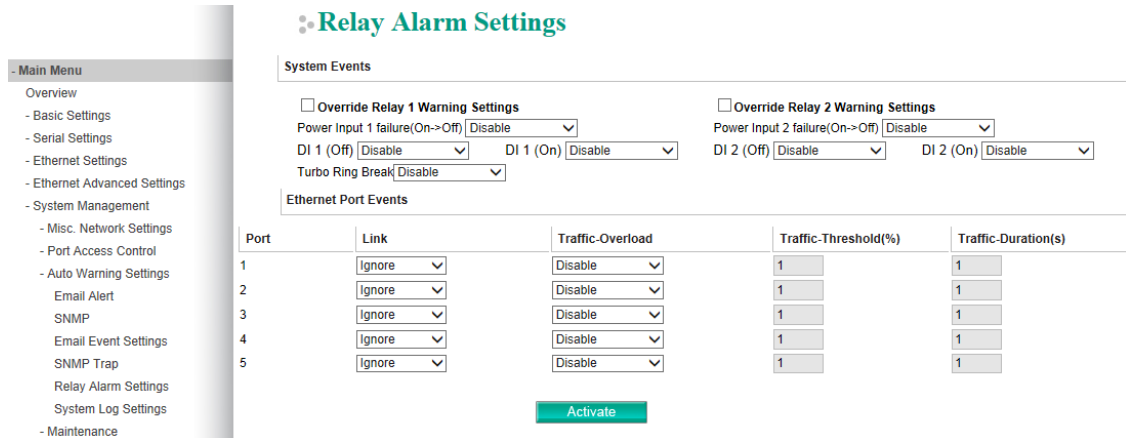 Relay Alarm Settings
- Main Menu
Overview
- Basic Settings
- Serial Settings
- Ethernet Settings
- Ethernet Advanced Settings
- System Management
- Misc. Network Settings
- Port Access Control
- Auto Warning Settings
Email Alert
SNMP
Email Event Settings
SNMP Trap
Relay Alarm Settings
System Log Settings
- Maintenance
System Events
Override Relay 1 Warning Settings Override Relay 2 Warning Settings
Power Input 1 failure(On->Off) Disable Power Input 2 failure(On->Off) Disable
DI 1 (Off) Disable DI 1 (On) Disable DI 2 (Off) Disable DI 2 (On) Disable
Turbo Ring Break Disable
Ethernet Port Events
Port Link Traffic-Overload Traffic-Threshold(%) Traffic-Duration(s)
1 Ignore Disable 1 1
2 Ignore Disable 1 1
3 Ignore Disable 1 1
4 Ignore Disable 1 1
5 Ignore Disable 1 1
Activate